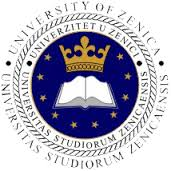 UNIVERSITY OF ZENICA
UNIVERSITAS STUDIORUM ZENICAENSIS
UNIVERZITET U ZENICI
UNIVERSITAS STUDIORUM ZENICAENSIS